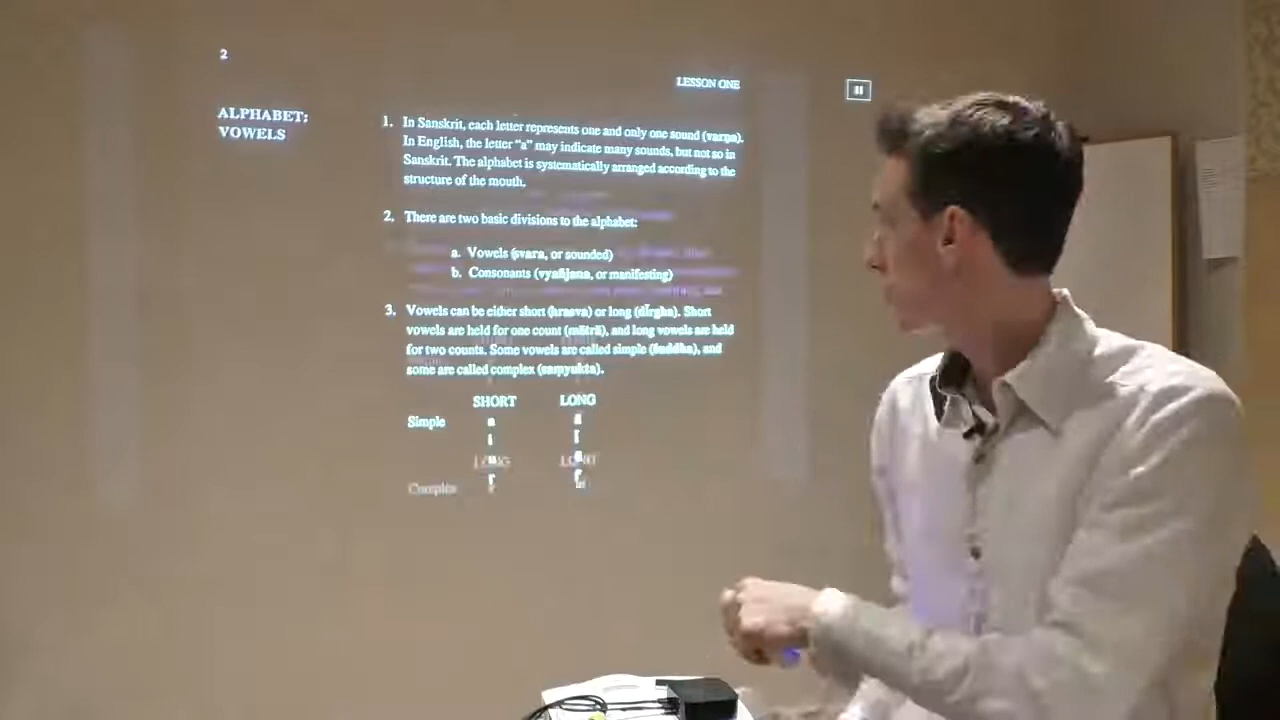 2
LESSON ONE
ALPHABET:
VOWELS
1. In Sanskrit, each letter represents one and only one sound (varṇa).
In English, the letter "a" may indicate many sounds, but not so in
Sanskrit. The alphabet is systematically arranged according to the
structure of the mouth.
2. There are two basic divisions to the alphabet:
a. Vowels (svara, or sounded)
b. Consonants (vyañjana, or manifesting)
3. Vowels can be either short (hrasva) or long (dīrgha). Short
vowels are held for one count (mātrā), and long vowels are held
for two counts. Some vowels are called simple (śuddha), and
some are called complex (saṃyukta).
SHORT LONG
Simple a ā
i ī
LONG LONG
Complex